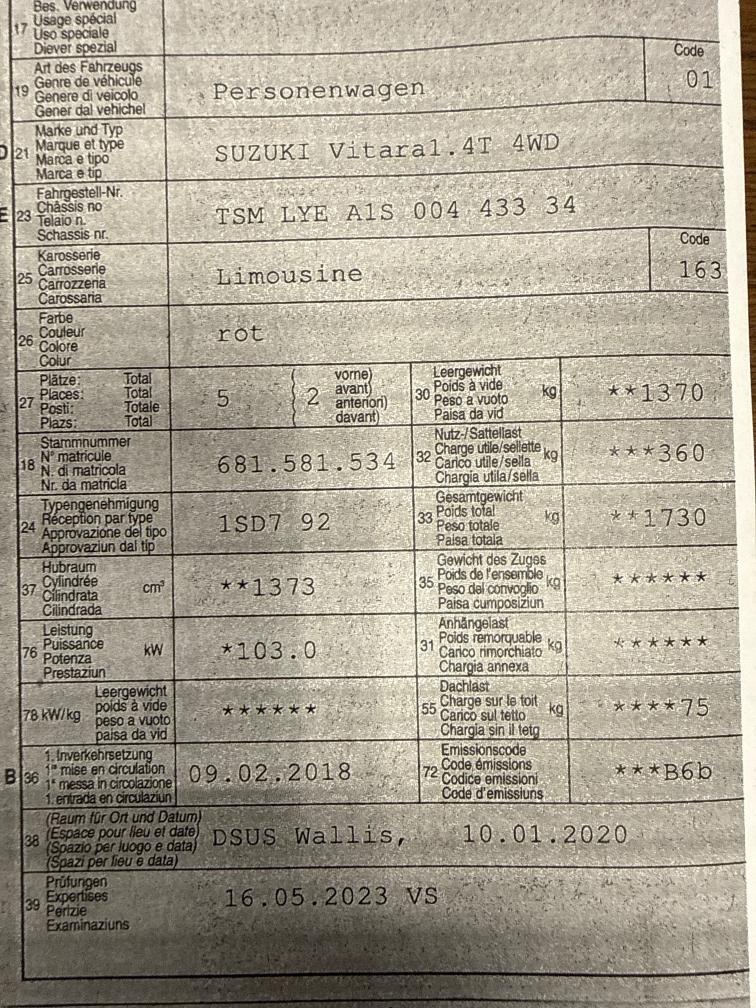 Bes. Verwendung
17 Usage spécial
Uso speciale
Diever spezial
Art des Fahrzeugs
19 Genre de véhicule
Genere di veicolo
Gener dal vehichel
Personenwagen
Code
01
Marke und Typ
D 21 Marque et type
Marca e tipo
Marca e tip
SUZUKI Vitara1.4T 4WD
Fahrgestell-Nr.
E 23 Châssis no
Telaio n.
Schassis nr.
TSM LYE A1S 004 433 34
Karosserie
25 Carrosserie
Carrozzeria
Carossaria
Limousine
Code
163
Farbe
26 Couleur
Colore
Colur
rot
Plätze: Total
27 Places: Total
Posti: Totale
Plazs: Total
5
2
vorne)
avant)
anteriori)
davant)
Leergewicht
30 Poids à vide kg
Peso a vuoto
Paisa da vid
**1370
Stammnummer
18 N° matricule
N. di matricola
Nr. da matricla
681.581.534
Nutz-/Sattellast
32 Charge utile/sellette kg
Carico utile/sella
Chargia utila/sella
***360
Typengenehmigung
24 Réception par type
Approvazione del tipo
Approvaziun dal tip
1SD7 92
Gesamtgewicht
33 Poids total kg
Peso totale
Paisa totala
**1730
Hubraum
37 Cylindrée cm³
Cilindrata
Cilindrada
**1373
Gewicht des Zuges
35 Poids de l'ensemble kg
Peso del convoglio
Paisa cumposiziun
******
Leistung
76 Puissance kW
Potenza
Prestaziun
*103.0
Anhängelast
31 Poids remorquable kg
Carico rimorchiato
Chargia annexa
******
Leergewicht
78 kW/kg poids à vide
peso a vuoto
paisa da vid
******
Dachlast
55 Charge sur le toit kg
Carico sul tetto
Chargia sin il tetg
****75
1. Inverkehrsetzung
B 36 1re mise en circulation
1a messa in circolazione
1. entrada en circulaziun
09.02.2018
Emissionscode
72 Code émissions
Codice emissioni
Code d'emissiuns
***B6b
(Raum für Ort und Datum)
38 (Espace pour lieu et date)
(Spazio per luogo e data)
(Spazi per lieu e data)
DSUS Wallis, 10.01.2020
Prüfungen
39 Expertises
Perizie
Examinaziuns
16.05.2023 VS